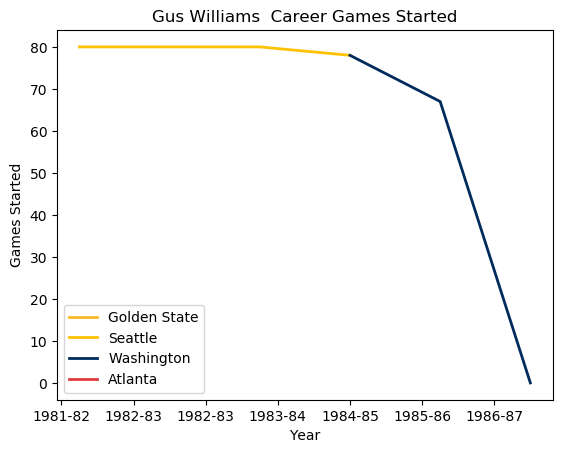 Gus Williams  Career Games Started
Games Started
80
70
60
50
40
30
20
10
0
Golden State
Seattle
Washington
Atlanta
1981-82 1982-83 1982-83 1983-84 1984-85 1985-86 1986-87
Year